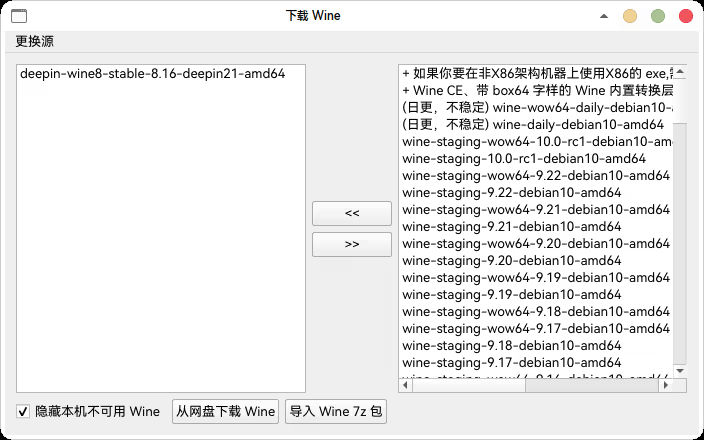 下载 Wine
更换源
deepin-wine8-stable-8.16-deepin21-amd64
+ 如果你要在非X86架构机器上使用X86的 exe,
+ Wine CE、带 box64 字样的 Wine 内置转换层
(日更，不稳定) wine-wow64-daily-debian10-
(日更，不稳定) wine-daily-debian10-amd64
wine-staging-wow64-10.0-rc1-debian10-am
wine-staging-10.0-rc1-debian10-amd64
wine-staging-wow64-9.22-debian10-amd64
wine-staging-9.22-debian10-amd64
wine-staging-wow64-9.21-debian10-amd64
wine-staging-9.21-debian10-amd64
wine-staging-wow64-9.20-debian10-amd64
wine-staging-9.20-debian10-amd64
wine-staging-wow64-9.19-debian10-amd64
wine-staging-9.19-debian10-amd64
wine-staging-wow64-9.18-debian10-amd64
wine-staging-wow64-9.17-debian10-amd64
wine-staging-9.18-debian10-amd64
wine-staging-9.17-debian10-amd64
wine-staging-wow64-9.16-debian10-amd64
<<
>>
隐藏本机不可用 Wine
从网盘下载 Wine
导入 Wine 7z 包